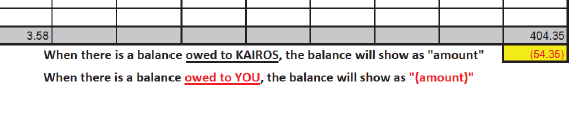 3.58 404.35
When there is a balance owed to KAIROS, the balance will show as "amount" (54.35)
When there is a balance owed to YOU, the balance will show as "(amount)"